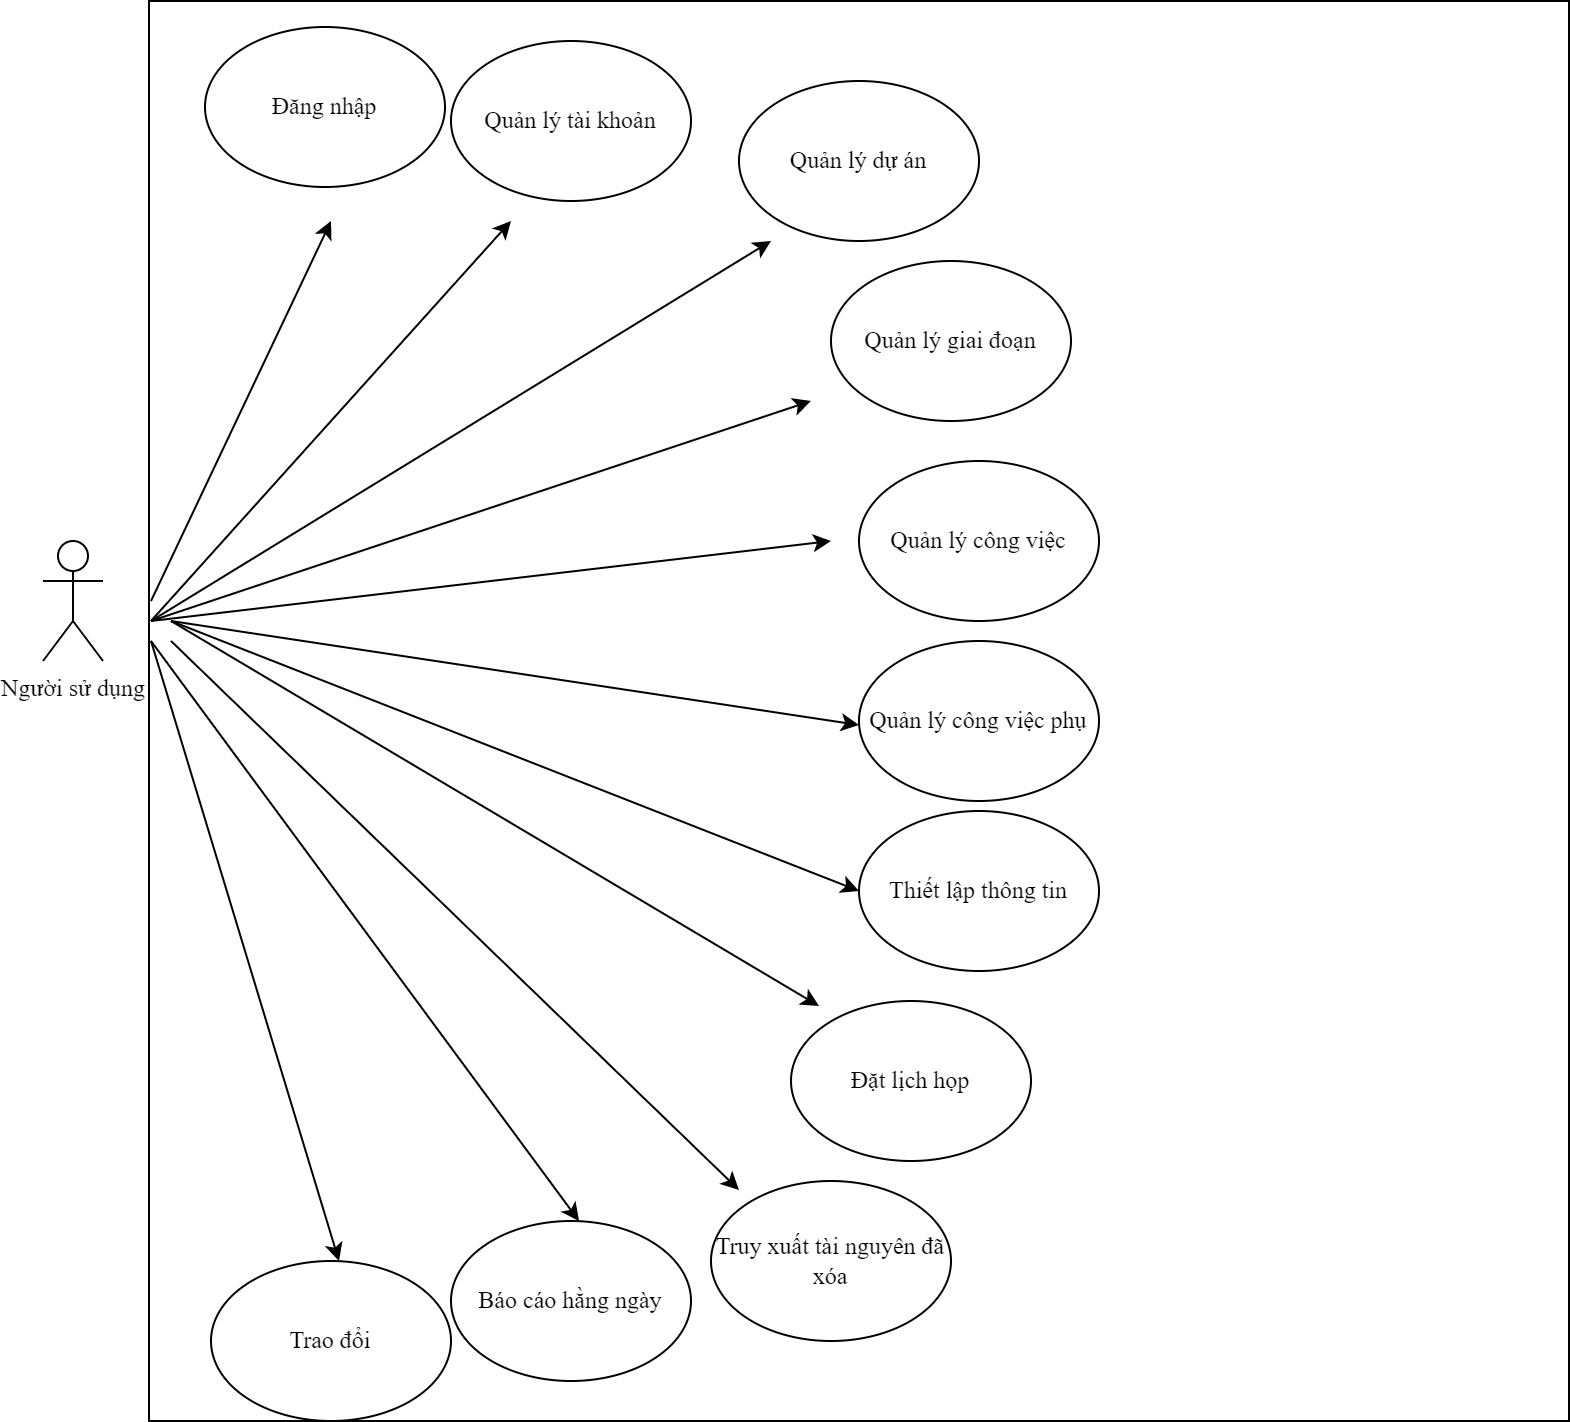 Đăng nhập
Quản lý tài khoản
Quản lý dự án
Quản lý giai đoạn
Quản lý công việc
Người sử dụng
Quản lý công việc phụ
Thiết lập thông tin
Đặt lịch họp
Truy xuất tài nguyên đã
xóa
Báo cáo hằng ngày
Trao đổi